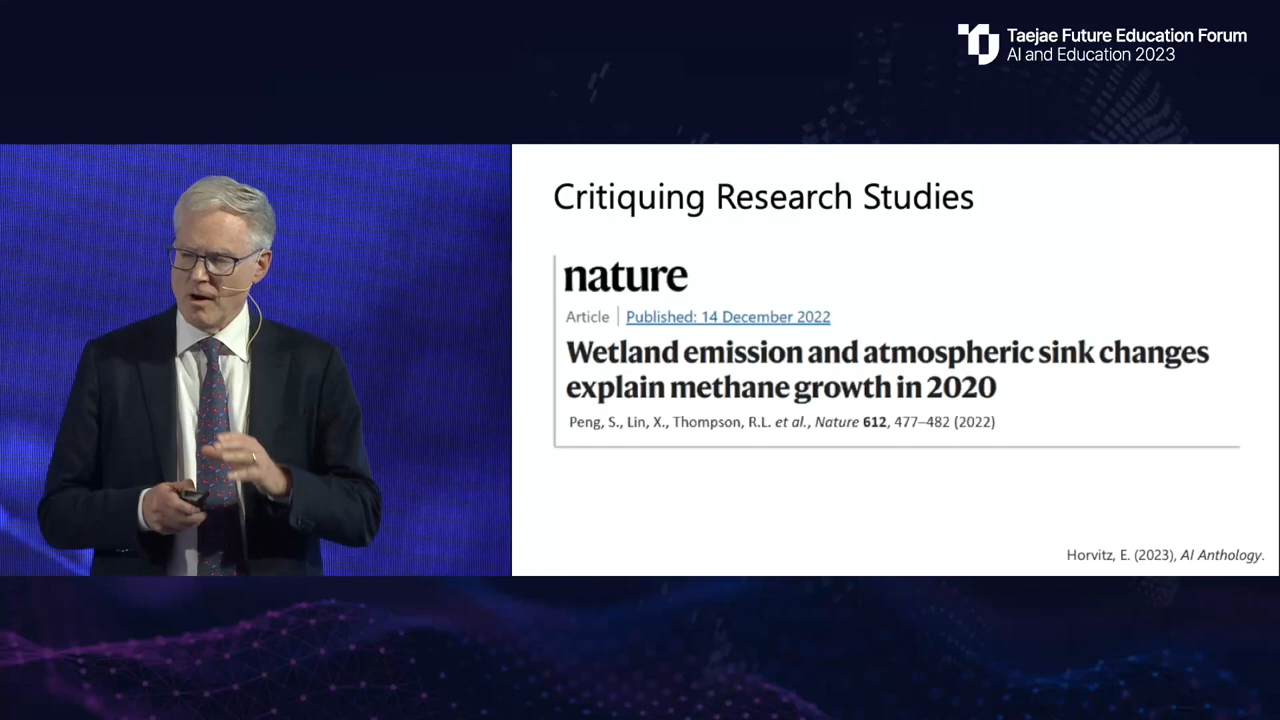 Taejae Future Education Forum
AI and Education 2023
Critiquing Research Studies
nature
Article | Published: 14 December 2022
Wetland emission and atmospheric sink changes
explain methane growth in 2020
Peng, S., Lin, X., Thompson, R.L. et al., Nature 612, 477–482 (2022)
Horvitz, E. (2023), AI Anthology.